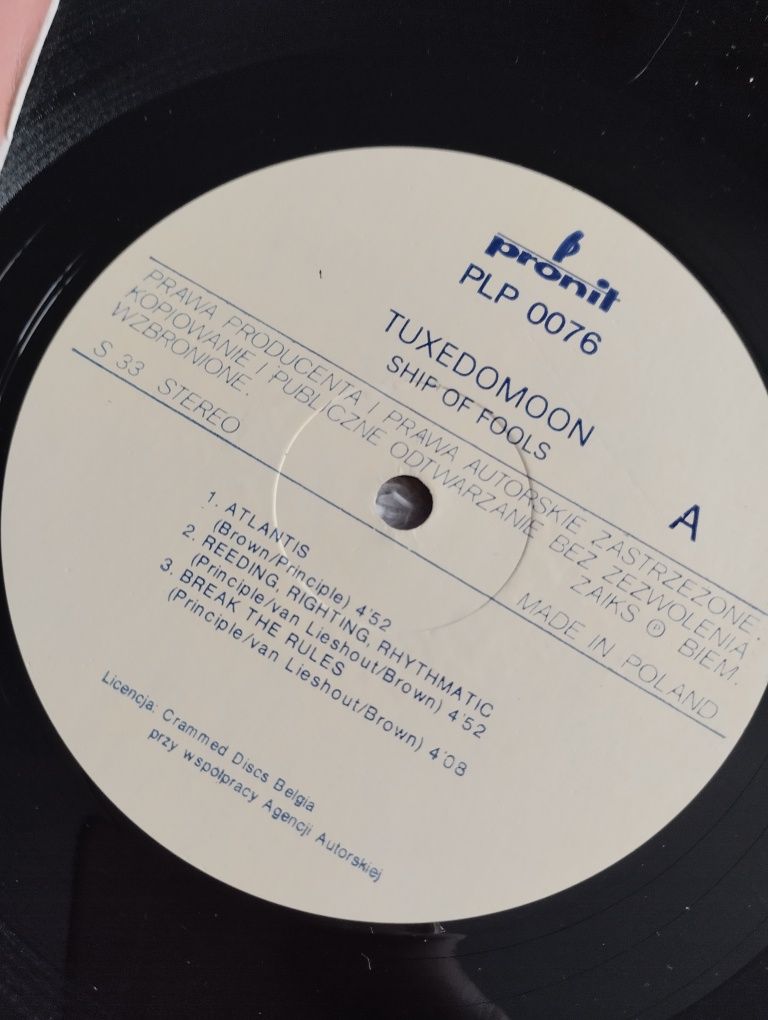 pronit
PLP 0076
TUXEDOMOON
SHIP OF FOOLS
PRAWA PRODUCENTA I PRAWA AUTORSKIE ZASTRZEŻONE.
KOPIOWANIE I PUBLICZNE ODTWARZANIE BEZ ZEZWOLENIA
WZBRONIONE. ZAIKS ℗ BIEM.
S 33 STEREO MADE IN POLAND
A
1. ATLANTIS
(Brown/Principle) 4'52
2. REEDING, RIGHTING, RHYTHMATIC
(Principle/van Lieshout/Brown) 4'52
3. BREAK THE RULES
(Principle/van Lieshout/Brown) 4'08
Licencja: Crammed Discs Belgia
przy współpracy Agencji Autorskiej